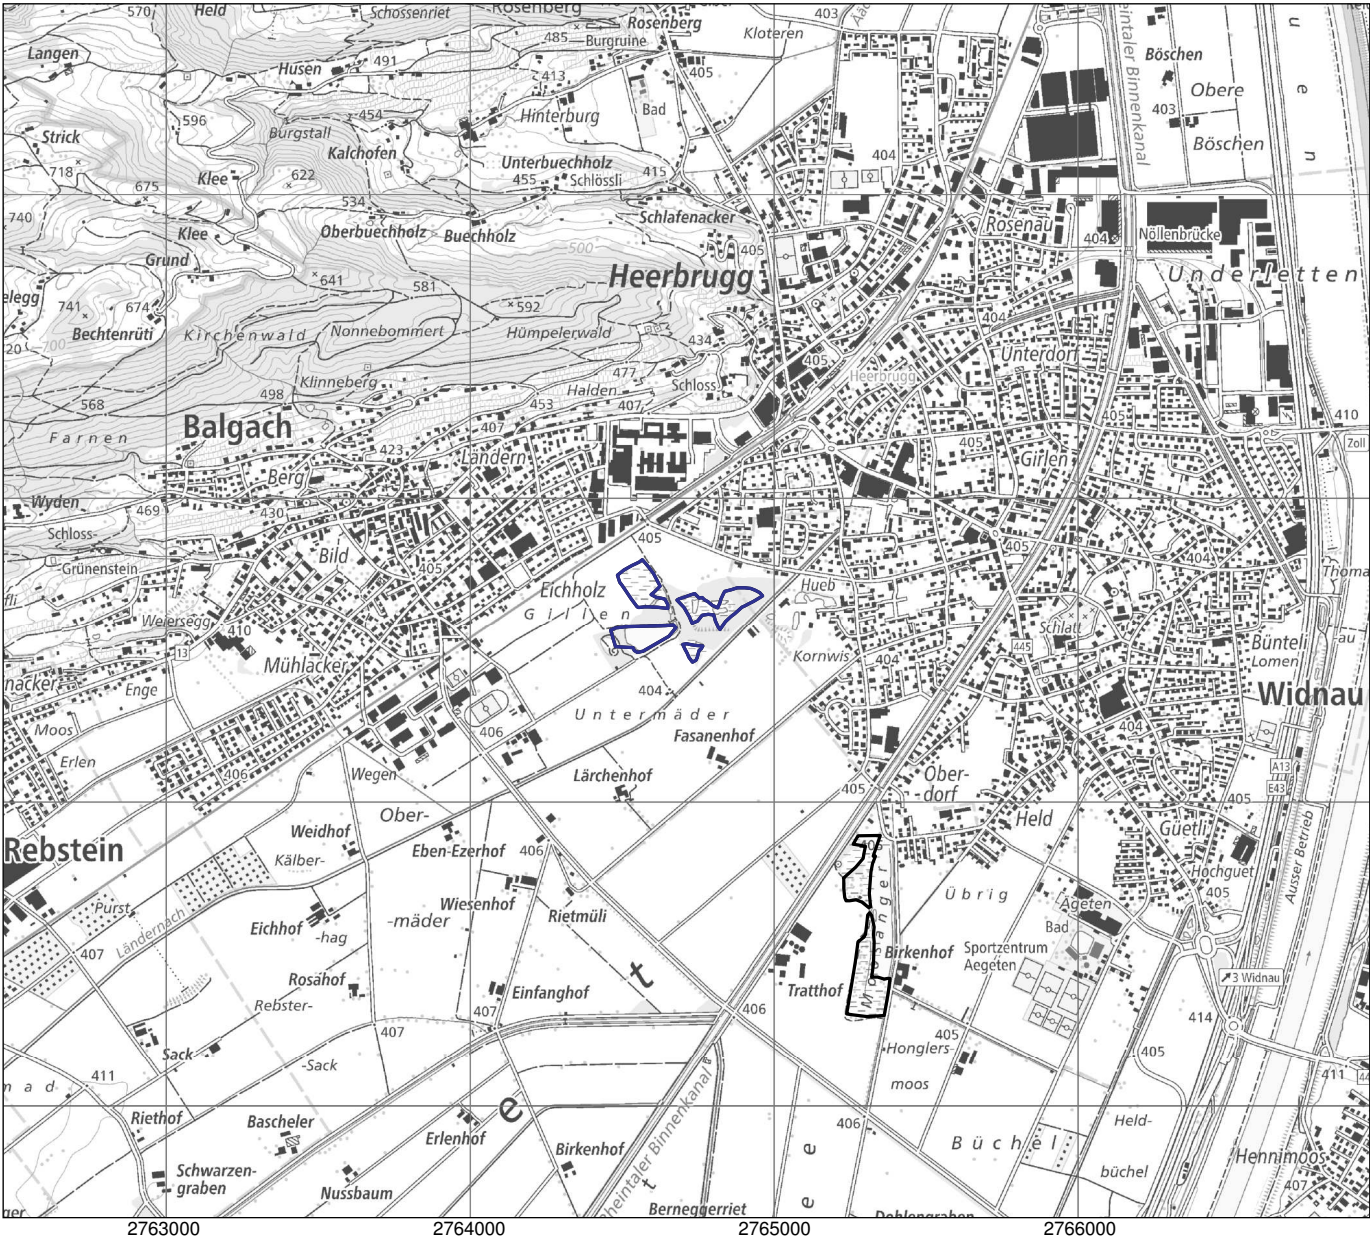 570
Held
Schossenriet
Rosenberg
Rosenberg
403
Kloteren
485
Burgruine
Langen
Husen
491
413
405
Böschen
Obere
Böschen
403
596
454
Hinterburg
Bad
Burgstall
Strick
Kalchofen
404
718
Klee
622
Unterbuechholz
455
Schlössli
415
675
534
740
Klee
Oberbuechholz
Buechholz
Schlafenacker
405
Rosenau
404
Nöllenbrücke
500
Grund
641
581
Heerbrugg
Underletten
elegg
741
674
592
Bechtenrüti
Kirchenwald
Nonnebommert
Hümpelerwald
434
404
700
Unterdorf
405
Heerbrugg
477
Klinneberg
Halden
Schloss
568
498
453
407
405
410
Farnen
Balgach
407
Zoll
423
Ländern
405
Girlen
Berg
Wyden
469
430
Schloss-
Grünenstein
Bild
405
405
405
404
Thoma
Eichholz
Hueb
fli
Gillen
Weiersegg
410
Schlatt
13
445
Bünteli
Lomen
au
Mühlacker
Kornwis
404
nacker
Enge
404
Widnau
Moos
Untermäder
404
Fasanenhof
406
Erlen
406
Wegen
Lärchenhof
405
Ober-
dorf
A13
E43
Ober-
405
Held
Rebstein
Weidhof
Eben-Ezerhof
406
Güetli
Kälber-
Hochguet
Ausser Betrieb
405
Purst
Wiesenhof
Rietmüli
Übrig
Ägeten
Ländernach
Eichhof
-hag
-mäder
Bad
Birkenhof
Sportzentrum
Aegeten
407
Rosahof
Einfanghof
Tratthof
3 Widnau
Rebster-
407
t
406
407
414
405
Sack
-Sack
Honglers-
moos
405
mad
411
411
Riethof
Bascheler
e
Erlenhof
406
Held-
büchel
Büchel
Birkenhof
Schwarzen-
graben
Nussbaum
Rheintaler Binnenkanal
Berneggerriet
Hennimoos
407
2763000
2764000
2765000
2766000